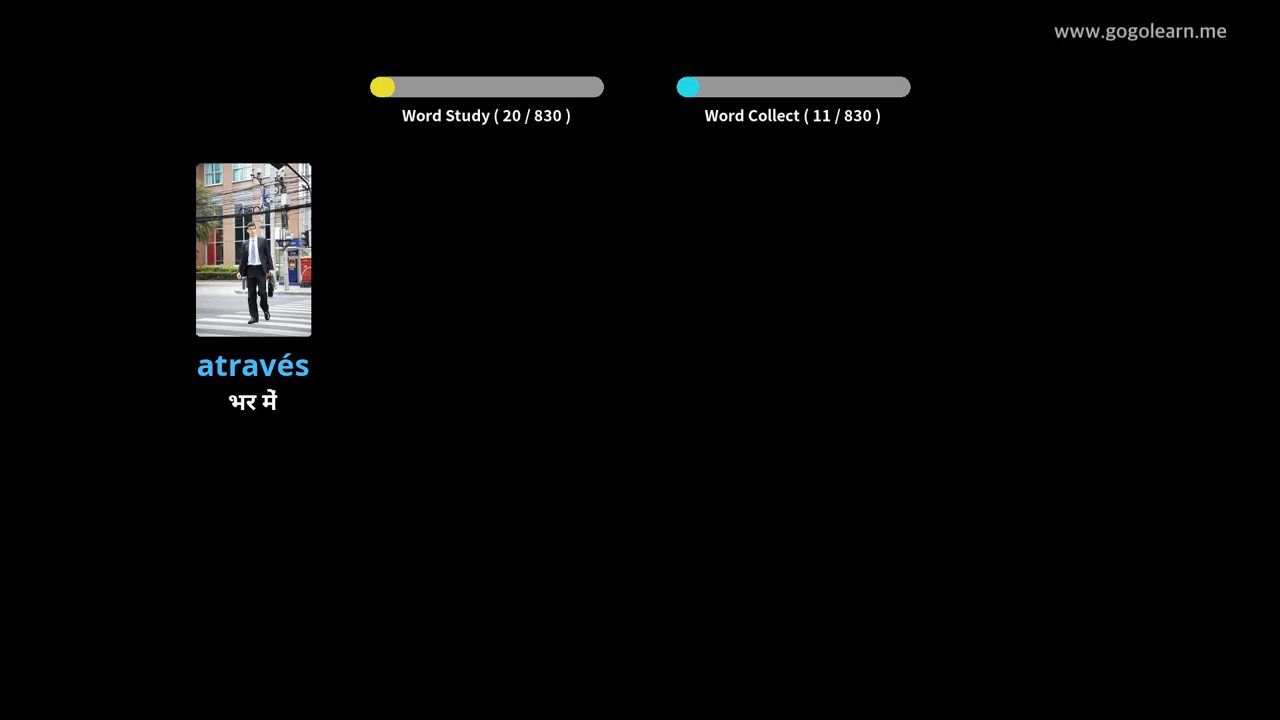 www.gogolearn.me
Word Study ( 20 / 830 )
Word Collect ( 11 / 830 )
através
भर में